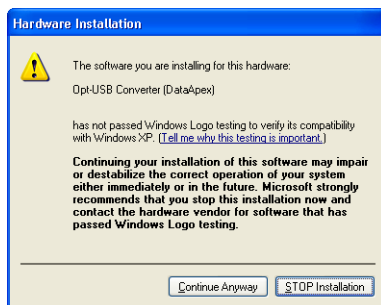 Hardware Installation
The software you are installing for this hardware:
Opt-USB Converter (DataApex)
has not passed Windows Logo testing to verify its compatibility
with Windows XP. (Tell me why this testing is important.)
Continuing your installation of this software may impair
or destabilize the correct operation of your system
either immediately or in the future. Microsoft strongly
recommends that you stop this installation now and
contact the hardware vendor for software that has
passed Windows Logo testing.
Continue Anyway
STOP Installation